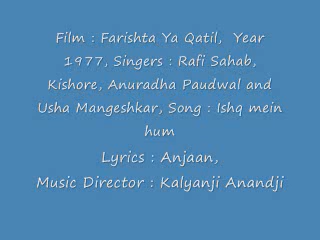 Film : Farishta Ya Qatil,  Year
1977, Singers : Rafi Sahab,
Kishore, Anuradha Paudwal and
Usha Mangeshkar, Song : Ishq mein
hum
Lyrics : Anjaan,
Music Director : Kalyanji Anandji